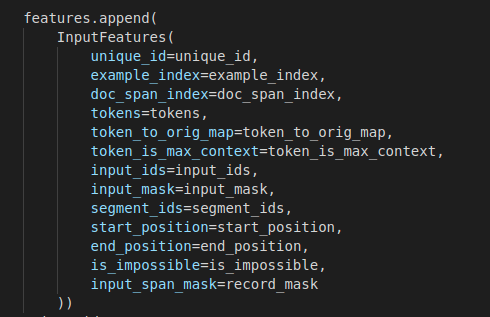 features.append(
InputFeatures(
unique_id=unique_id,
example_index=example_index,
doc_span_index=doc_span_index,
tokens=tokens,
token_to_orig_map=token_to_orig_map,
token_is_max_context=token_is_max_context,
input_ids=input_ids,
input_mask=input_mask,
segment_ids=segment_ids,
start_position=start_position,
end_position=end_position,
is_impossible=is_impossible,
input_span_mask=record_mask
))